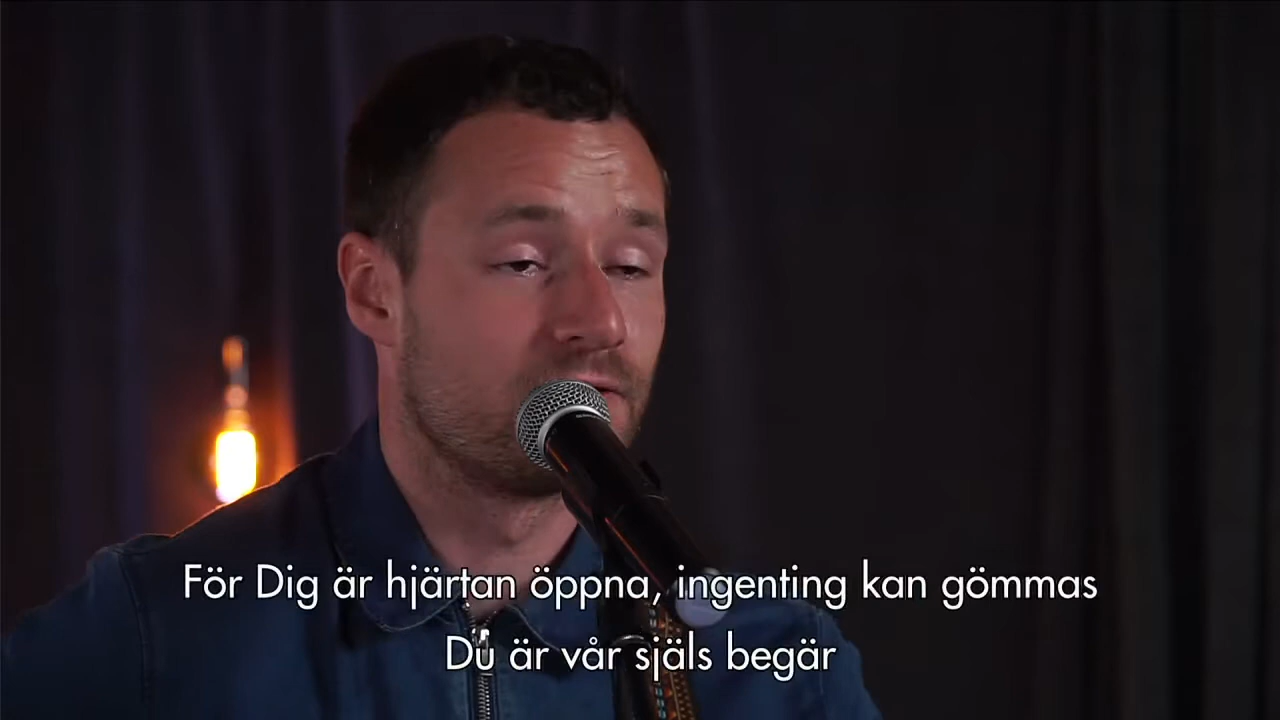 För Dig är hjärtan öppna, ingenting kan gömmas
Du är vår själs begär